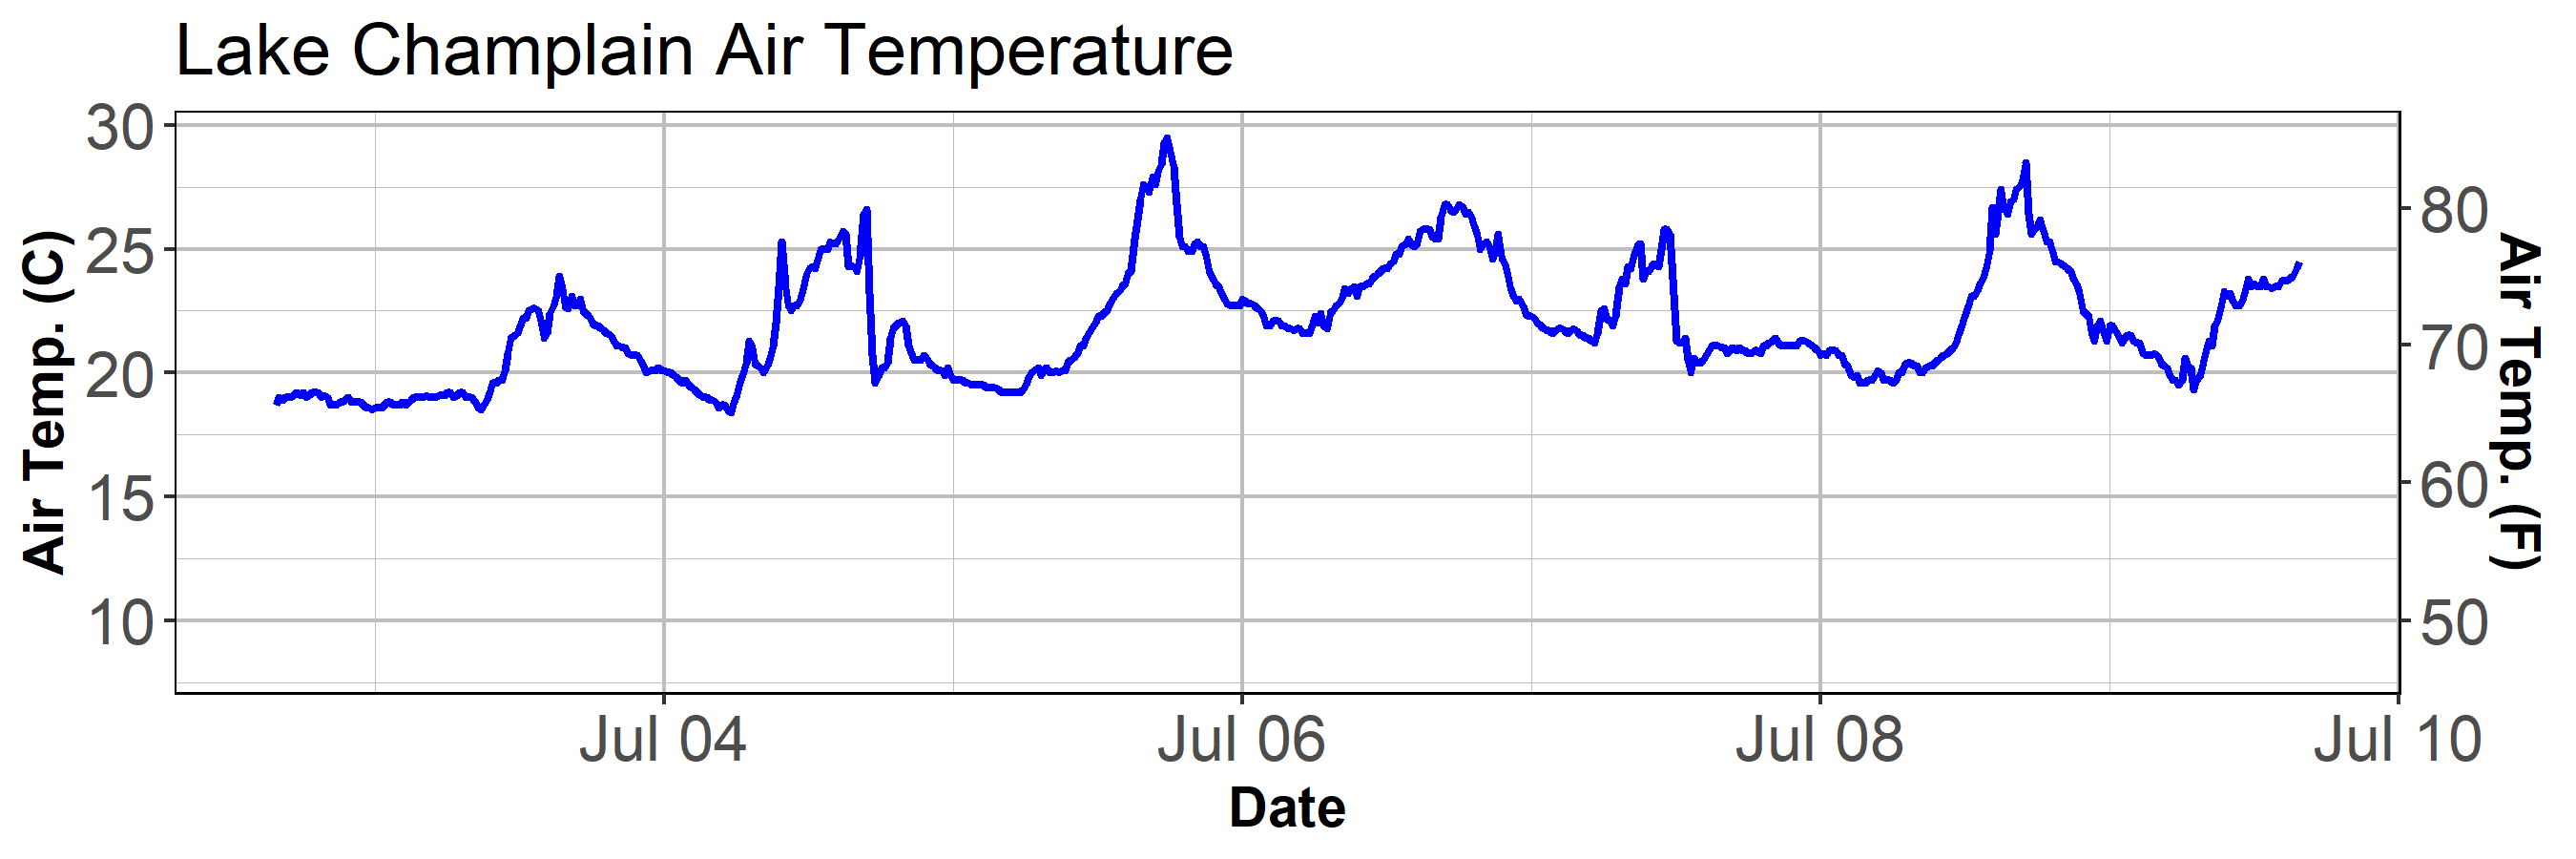 Lake Champlain Air Temperature
30
25
20
15
10
Air Temp. (C)
80
70
60
50
Air Temp. (F)
Jul 04
Jul 06
Jul 08
Jul 10
Date